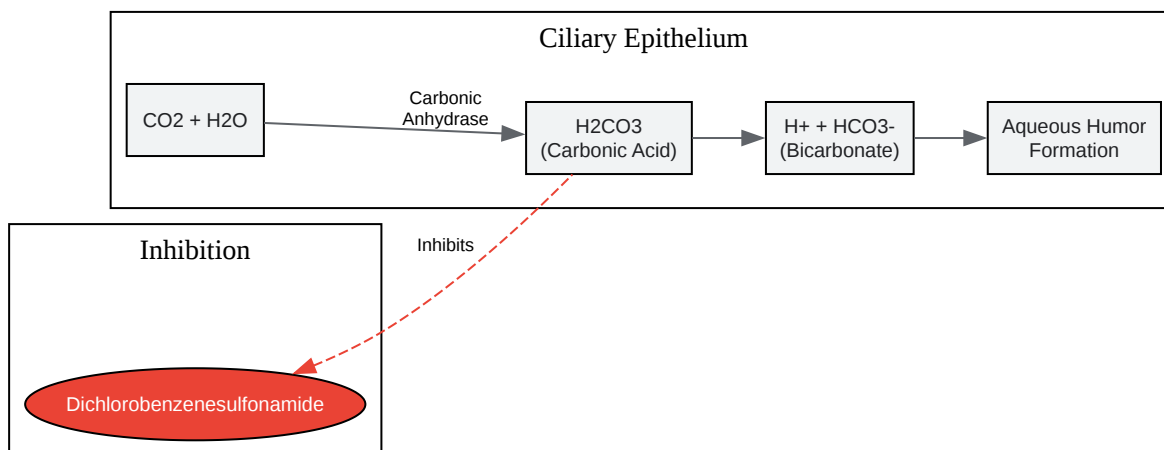 Ciliary Epithelium
CO2 + H2O
Carbonic
Anhydrase
H2CO3
(Carbonic Acid)
H+ + HCO3-
(Bicarbonate)
Aqueous Humor
Formation
Inhibits
Inhibition
Dichlorobenzenesulfonamide